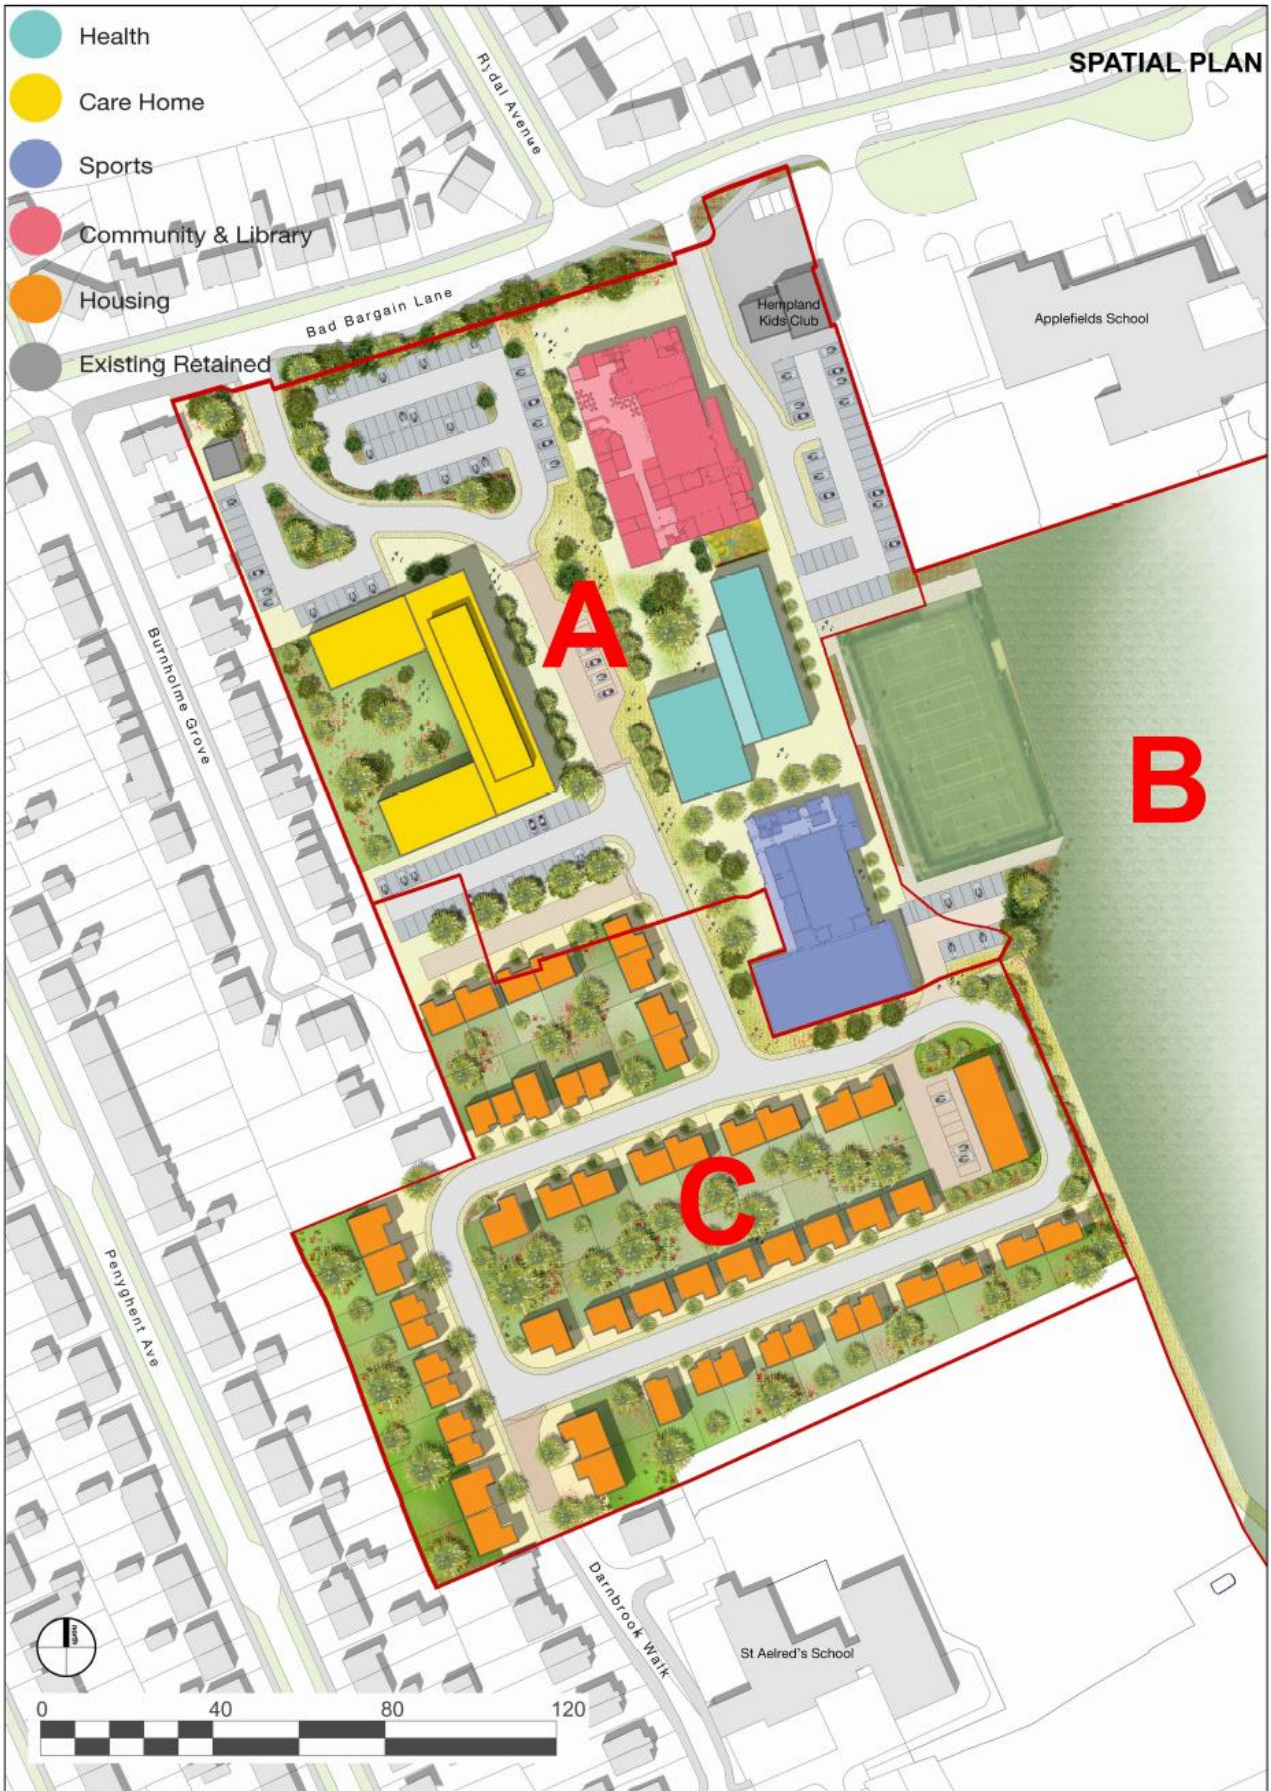 SPATIAL PLAN
Health
Care Home
Sports
Community & Library
Housing
Existing Retained
Rydal Avenue
Bad Bargain Lane
Hempland
Kids Club
Applefields School
A
B
Burnholme Grove
C
Penyghent Ave
Darnbrook Walk
St Aelred's School
north
0 40 80 120